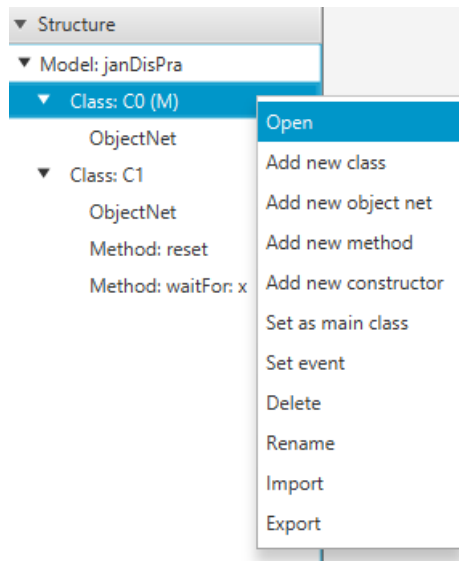 Structure
Model: janDisPra
Class: C0 (M)
ObjectNet
Class: C1
ObjectNet
Method: reset
Method: waitFor: x
Open
Add new class
Add new object net
Add new method
Add new constructor
Set as main class
Set event
Delete
Rename
Import
Export